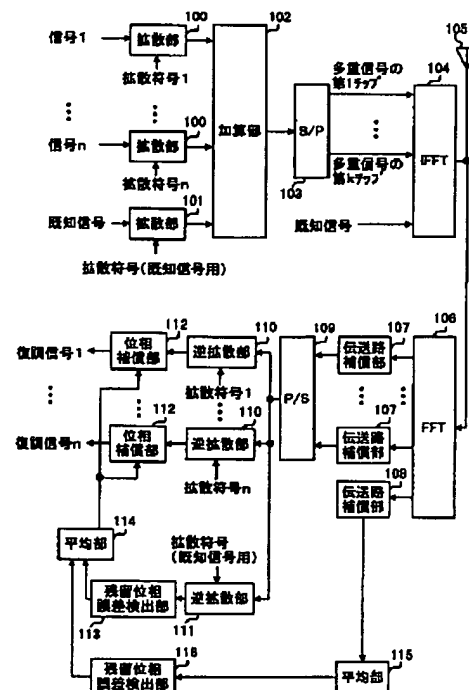 100
102
105
信号1
拡散部
拡散符号1
多重信号の
第1チップ
104
100
信号n
拡散部
加算部
S/P
IFFT
拡散符号n
103
多重信号の
第kチップ
101
既知信号
拡散部
既知信号
拡散符号(既知信号用)
112
110
109
107
106
復調信号1
位相
補償部
逆拡散部
伝送路
補償部
拡散符号1
P/S
FFT
112
110
107
復調信号n
位相
補償部
逆拡散部
伝送路
補償部
拡散符号n
108
伝送路
補償部
114
平均部
拡散符号
(既知信号用)
残留位相
誤差検出部
逆拡散部
113
111
116
115
残留位相
誤差検出部
平均部